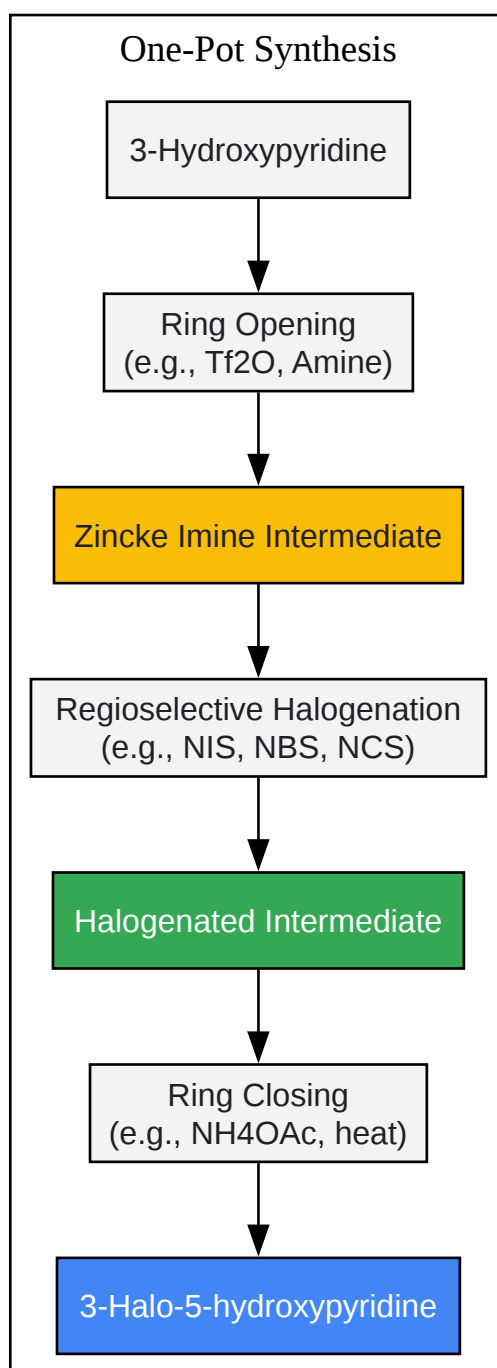 One-Pot Synthesis
3-Hydroxypyridine
Ring Opening
(e.g., Tf2O, Amine)
Zincke Imine Intermediate
Regioselective Halogenation
(e.g., NIS, NBS, NCS)
Halogenated Intermediate
Ring Closing
(e.g., NH4OAc, heat)
3-Halo-5-hydroxypyridine